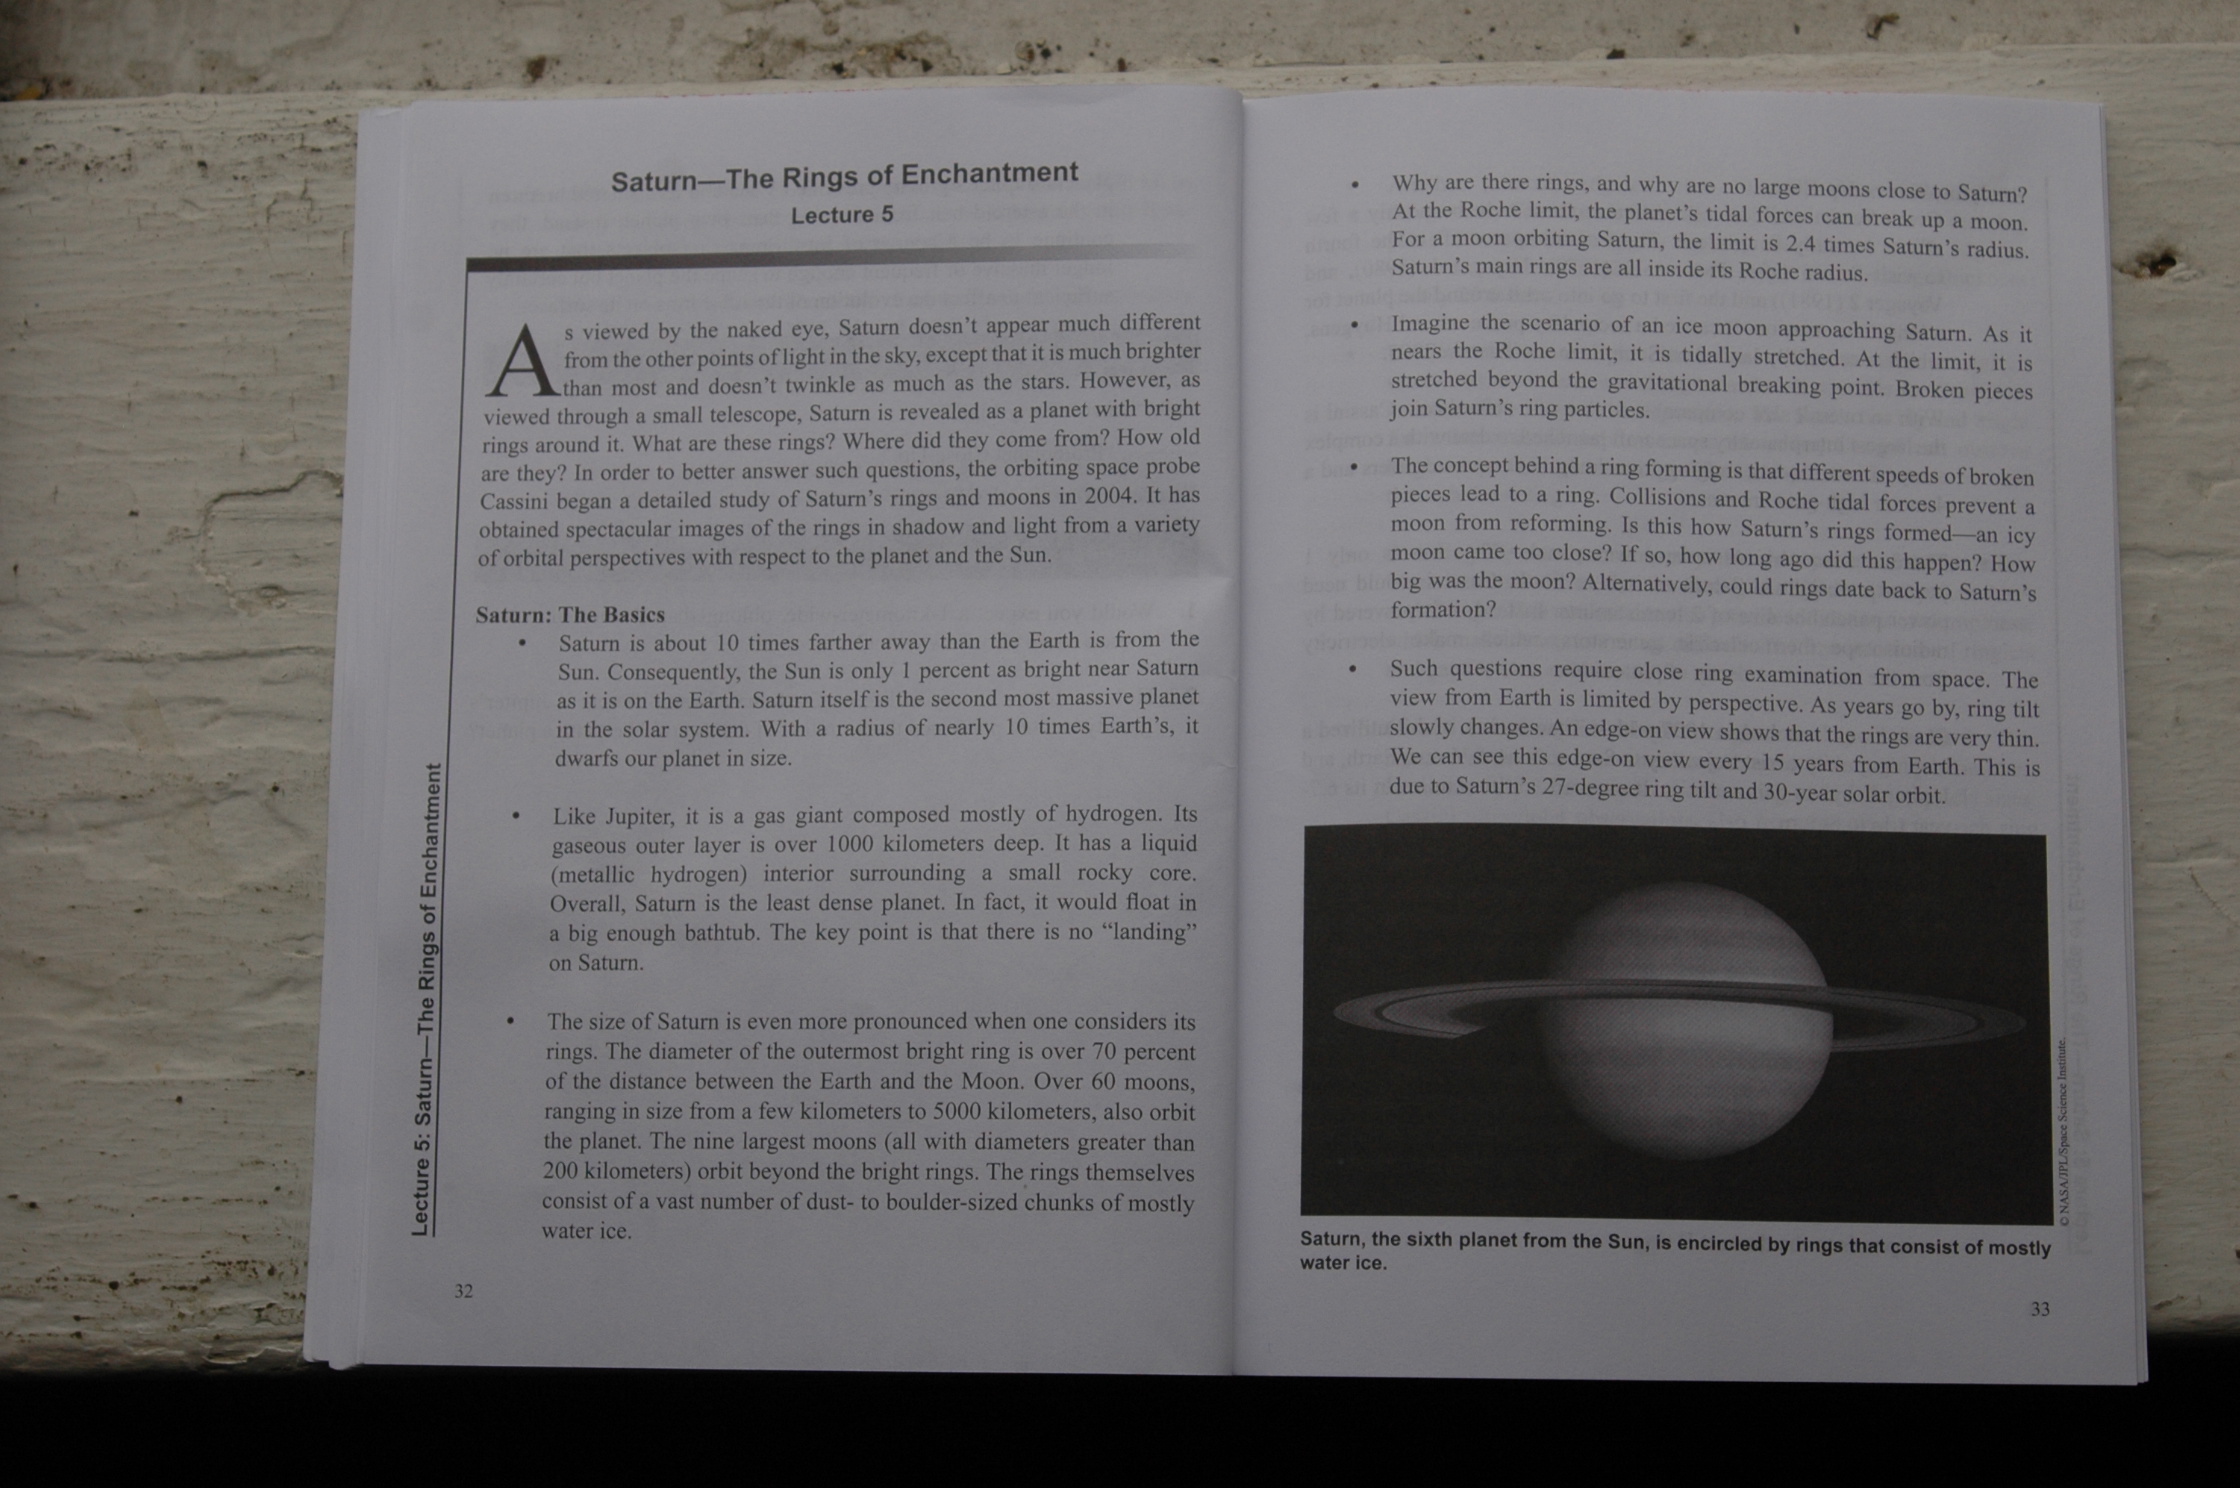 Saturn—The Rings of Enchantment
Lecture 5
As viewed by the naked eye, Saturn doesn't appear much different
from the other points of light in the sky, except that it is much brighter
than most and doesn't twinkle as much as the stars. However, as
viewed through a small telescope, Saturn is revealed as a planet with bright
rings around it. What are these rings? Where did they come from? How old
are they? In order to better answer such questions, the orbiting space probe
Cassini began a detailed study of Saturn's rings and moons in 2004. It has
obtained spectacular images of the rings in shadow and light from a variety
of orbital perspectives with respect to the planet and the Sun.
Saturn: The Basics
• Saturn is about 10 times farther away than the Earth is from the
Sun. Consequently, the Sun is only 1 percent as bright near Saturn
as it is on the Earth. Saturn itself is the second most massive planet
in the solar system. With a radius of nearly 10 times Earth's, it
dwarfs our planet in size.
• Like Jupiter, it is a gas giant composed mostly of hydrogen. Its
gaseous outer layer is over 1000 kilometers deep. It has a liquid
(metallic hydrogen) interior surrounding a small rocky core.
Overall, Saturn is the least dense planet. In fact, it would float in
a big enough bathtub. The key point is that there is no “landing”
on Saturn.
• The size of Saturn is even more pronounced when one considers its
rings. The diameter of the outermost bright ring is over 70 percent
of the distance between the Earth and the Moon. Over 60 moons,
ranging in size from a few kilometers to 5000 kilometers, also orbit
the planet. The nine largest moons (all with diameters greater than
200 kilometers) orbit beyond the bright rings. The rings themselves
consist of a vast number of dust- to boulder-sized chunks of mostly
water ice.
Lecture 5: Saturn—The Rings of Enchantment
32
• Why are there rings, and why are no large moons close to Saturn?
At the Roche limit, the planet's tidal forces can break up a moon.
For a moon orbiting Saturn, the limit is 2.4 times Saturn's radius.
Saturn's main rings are all inside its Roche radius.
• Imagine the scenario of an ice moon approaching Saturn. As it
nears the Roche limit, it is tidally stretched. At the limit, it is
stretched beyond the gravitational breaking point. Broken pieces
join Saturn's ring particles.
• The concept behind a ring forming is that different speeds of broken
pieces lead to a ring. Collisions and Roche tidal forces prevent a
moon from reforming. Is this how Saturn's rings formed—an icy
moon came too close? If so, how long ago did this happen? How
big was the moon? Alternatively, could rings date back to Saturn's
formation?
• Such questions require close ring examination from space. The
view from Earth is limited by perspective. As years go by, ring tilt
slowly changes. An edge-on view shows that the rings are very thin.
We can see this edge-on view every 15 years from Earth. This is
due to Saturn's 27-degree ring tilt and 30-year solar orbit.
© NASA/JPL/Space Science Institute.
Saturn, the sixth planet from the Sun, is encircled by rings that consist of mostly
water ice.
33